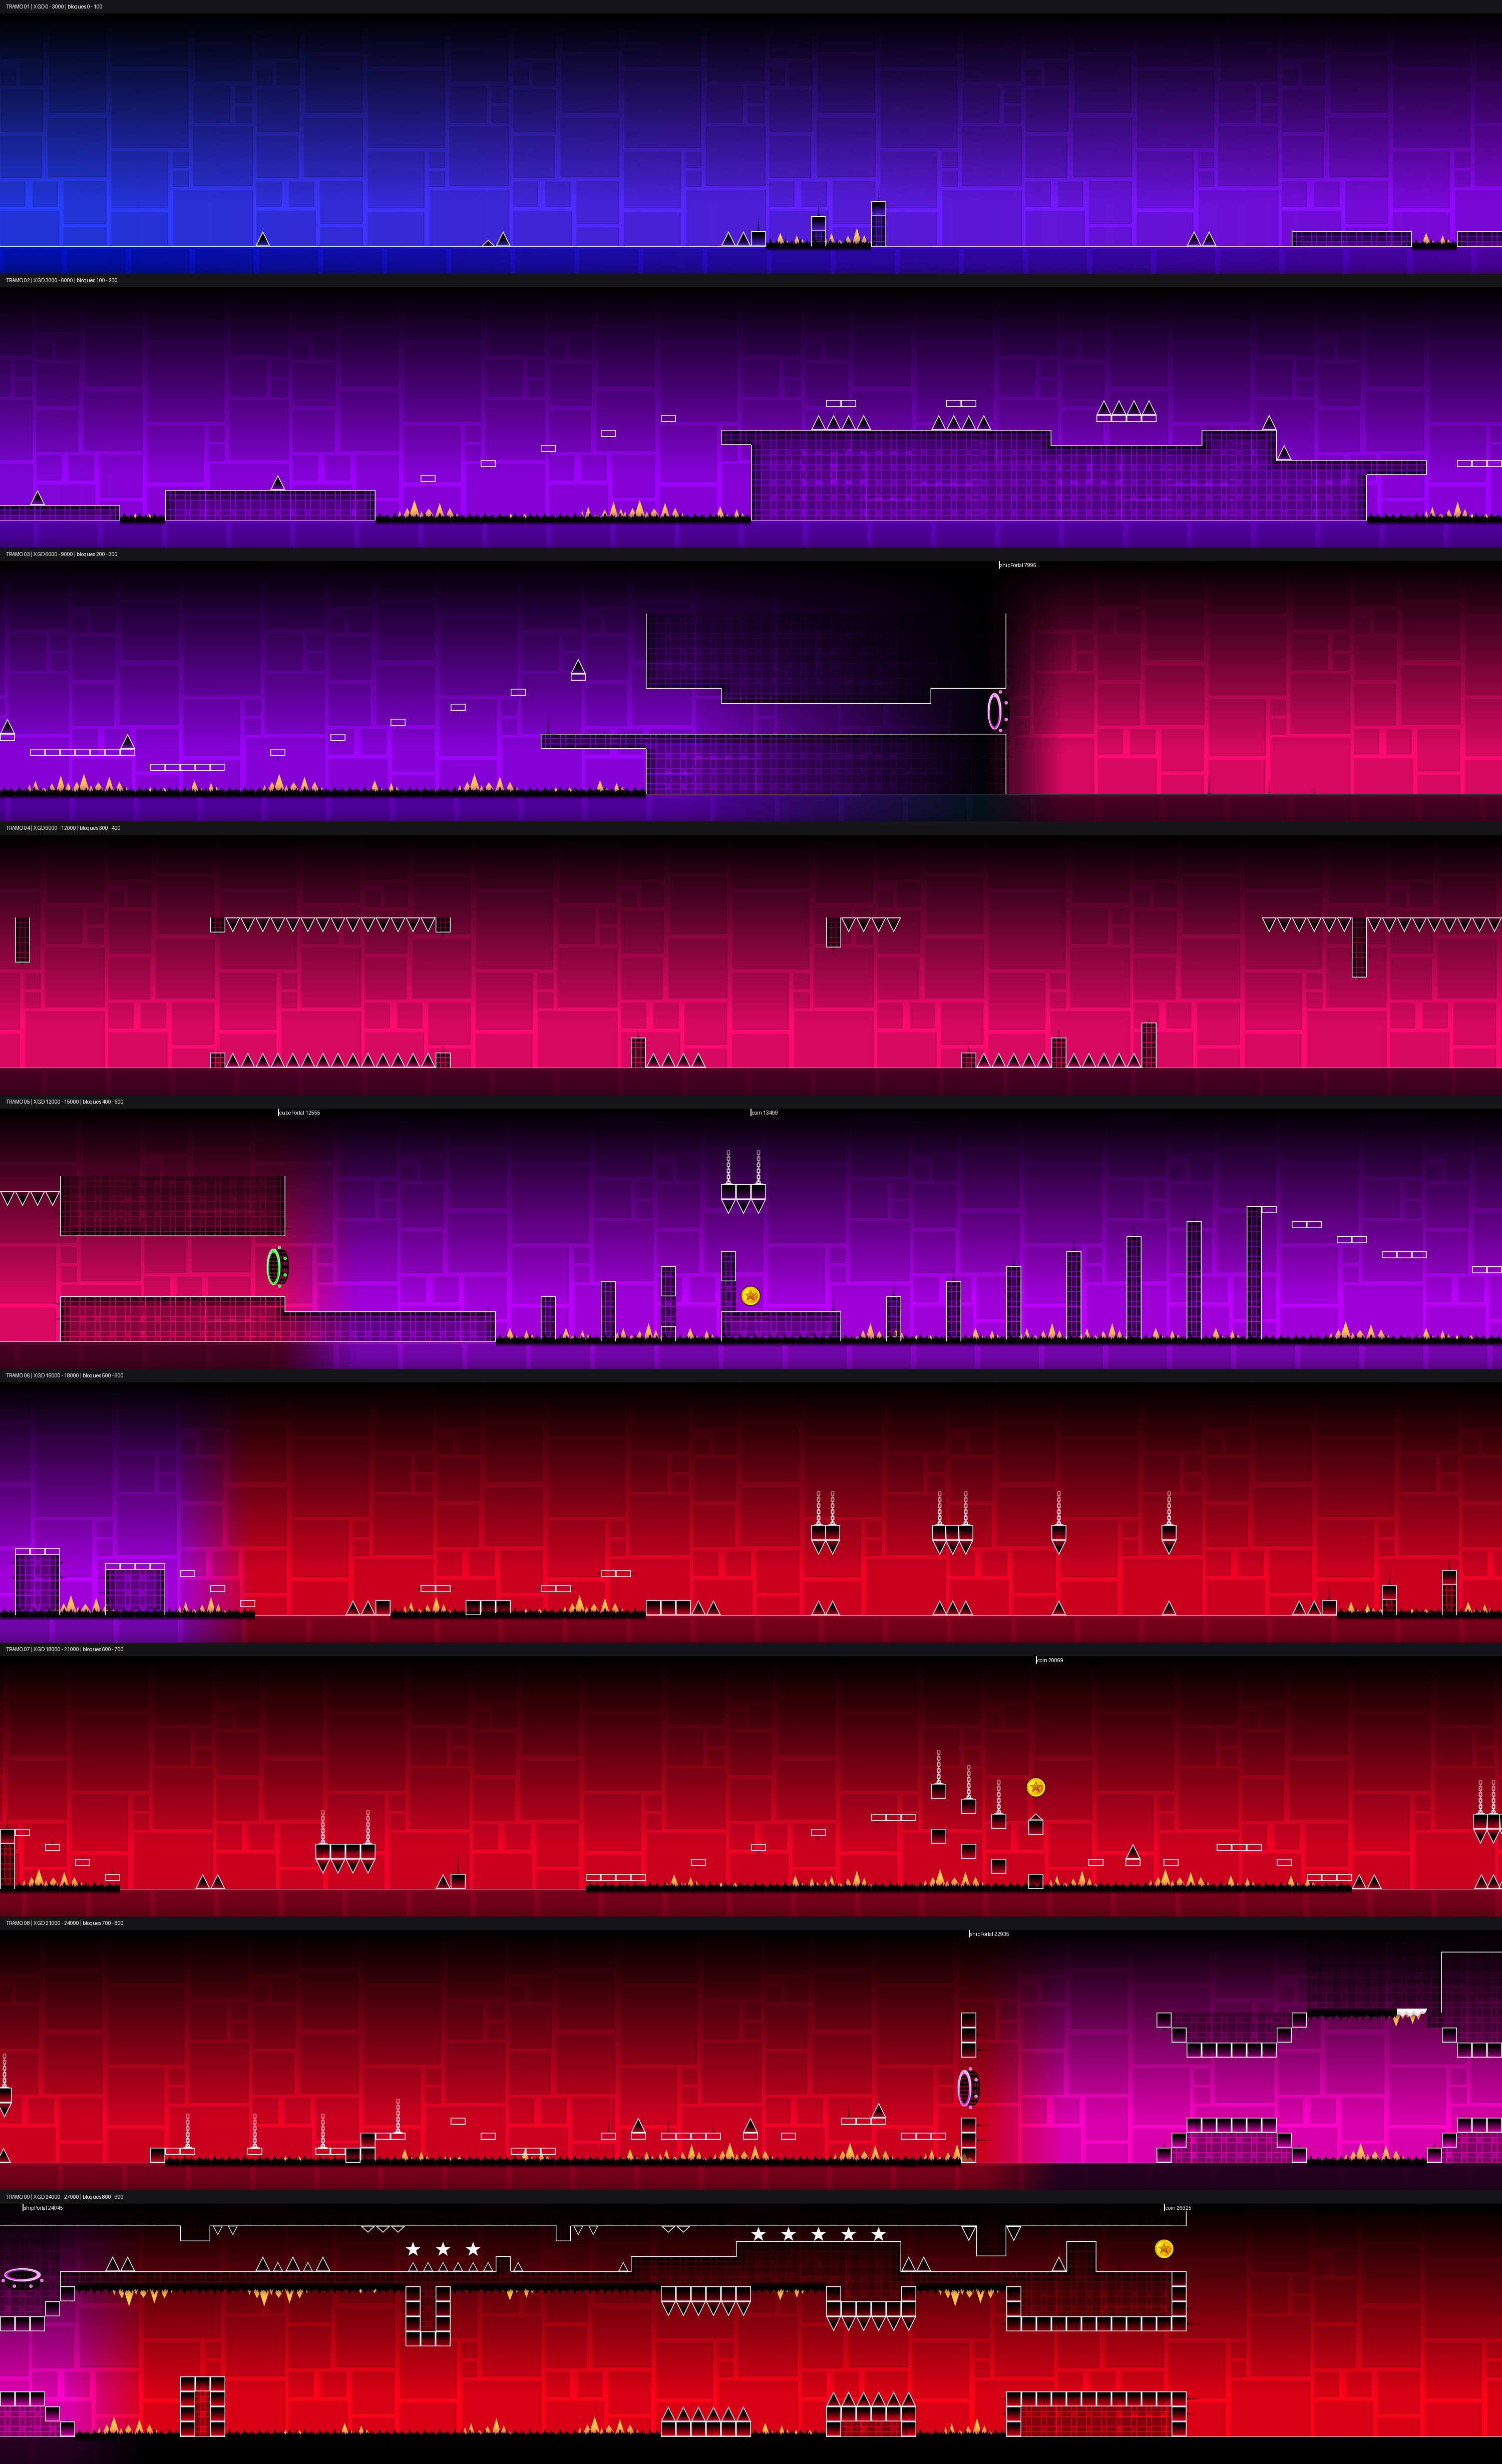 TRAMO 01 | X GD 0 - 3000 | bloques 0 - 100
TRAMO 02 | X GD 3000 - 6000 | bloques 100 - 200
TRAMO 03 | X GD 6000 - 9000 | bloques 200 - 300
shipPortal 7995
TRAMO 04 | X GD 9000 - 12000 | bloques 300 - 400
TRAMO 05 | X GD 12000 - 15000 | bloques 400 - 500
cubePortal 12555
coin 13499
TRAMO 06 | X GD 15000 - 18000 | bloques 500 - 600
TRAMO 07 | X GD 18000 - 21000 | bloques 600 - 700
coin 20069
TRAMO 08 | X GD 21000 - 24000 | bloques 700 - 800
shipPortal 22935
TRAMO 09 | X GD 24000 - 27000 | bloques 800 - 900
shipPortal 24045
coin 26325